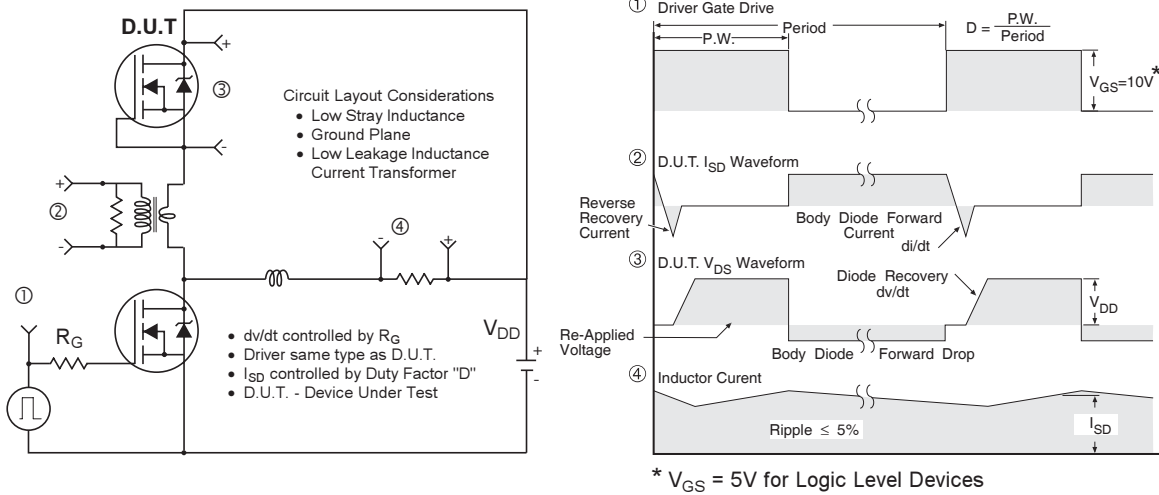 D.U.T
+
③
-
Circuit Layout Considerations
• Low Stray Inductance
• Ground Plane
• Low Leakage Inductance
Current Transformer
+
②
-
-
④
+
①
RG
• dv/dt controlled by RG
• Driver same type as D.U.T.
• ISD controlled by Duty Factor "D"
• D.U.T. - Device Under Test
VDD
+
-
① Driver Gate Drive
P.W.
Period
D = P.W.
Period
VGS=10V*
② D.U.T. ISD Waveform
Reverse
Recovery
Current
Body Diode Forward
Current
di/dt
③ D.U.T. VDS Waveform
Diode Recovery
dv/dt
VDD
Re-Applied
Voltage
Body Diode Forward Drop
④ Inductor Curent
Ripple ≤ 5%
ISD
* VGS = 5V for Logic Level Devices